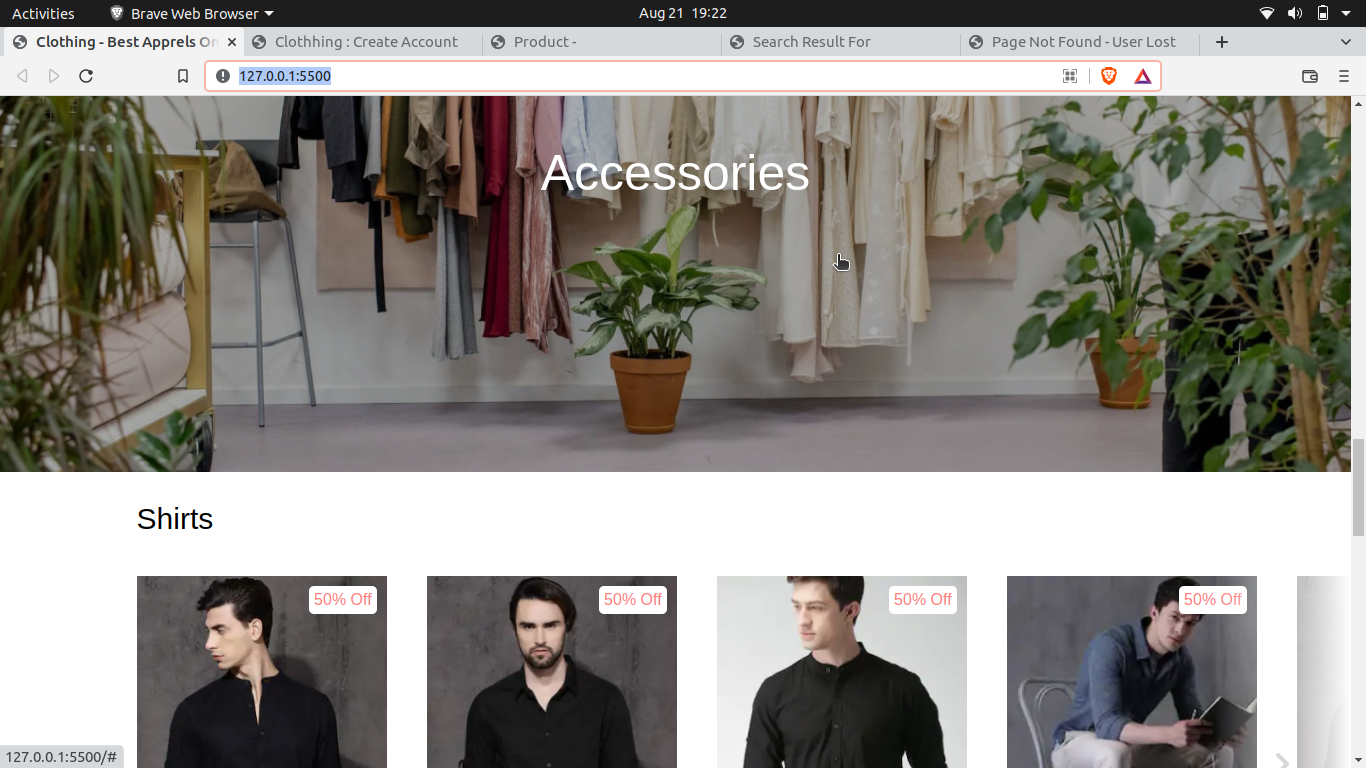 Activities Brave Web Browser Aug 21 19:22
Clothing - Best Apprels On Clothhing : Create Account Product - Search Result For Page Not Found - User Lost
127.0.0.1:5500
Accessories
Shirts
50% Off 50% Off 50% Off 50% Off
127.0.0.1:5500/#